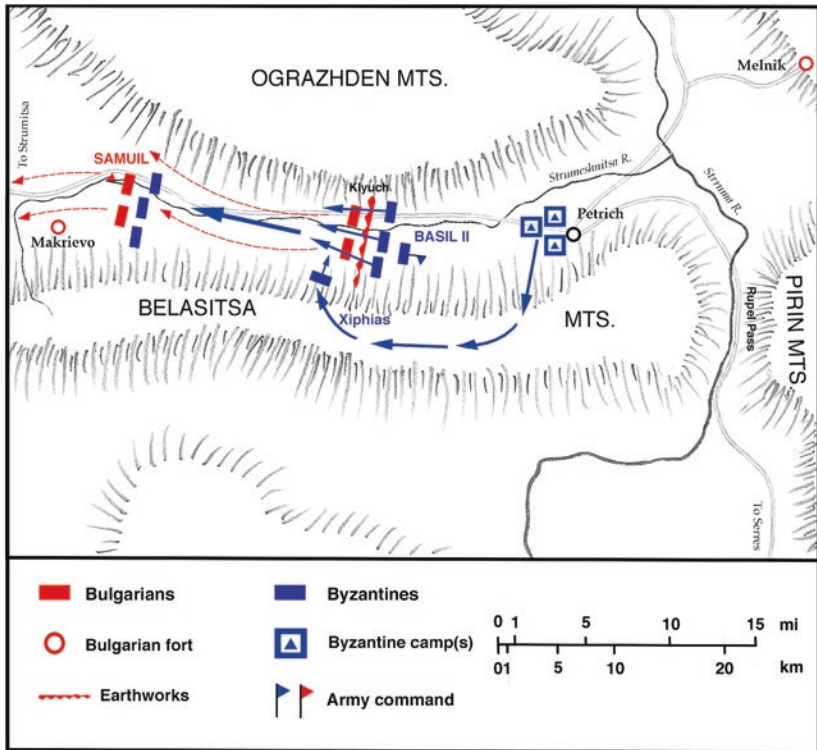 OGRAZHDEN MTS.
Melnik
To Strumitsa
SAMUIL
Klyuch
Strumeshnitsa R.
Struma R.
Petrich
BASIL II
Makrievo
BELASITSA
MTS.
Xiphias
Rupel Pass
PIRIN MTS.
To Serres
Bulgarians
Byzantines
0 1 5 10 15 mi
Bulgarian fort
Byzantine camp(s)
01 5 10 20 km
Earthworks
Army command